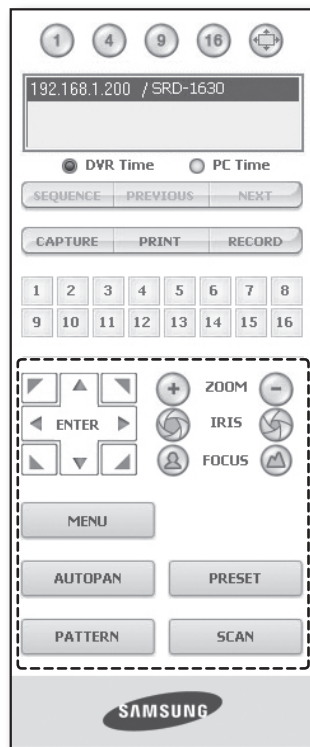 1 4 9 16
192.168.1.200 / SRD-1630
DVR Time PC Time
SEQUENCE PREVIOUS NEXT
CAPTURE PRINT RECORD
1 2 3 4 5 6 7 8
9 10 11 12 13 14 15 16
+ ZOOM −
ENTER IRIS
FOCUS
MENU
AUTOPAN PRESET
PATTERN SCAN
SAMSUNG